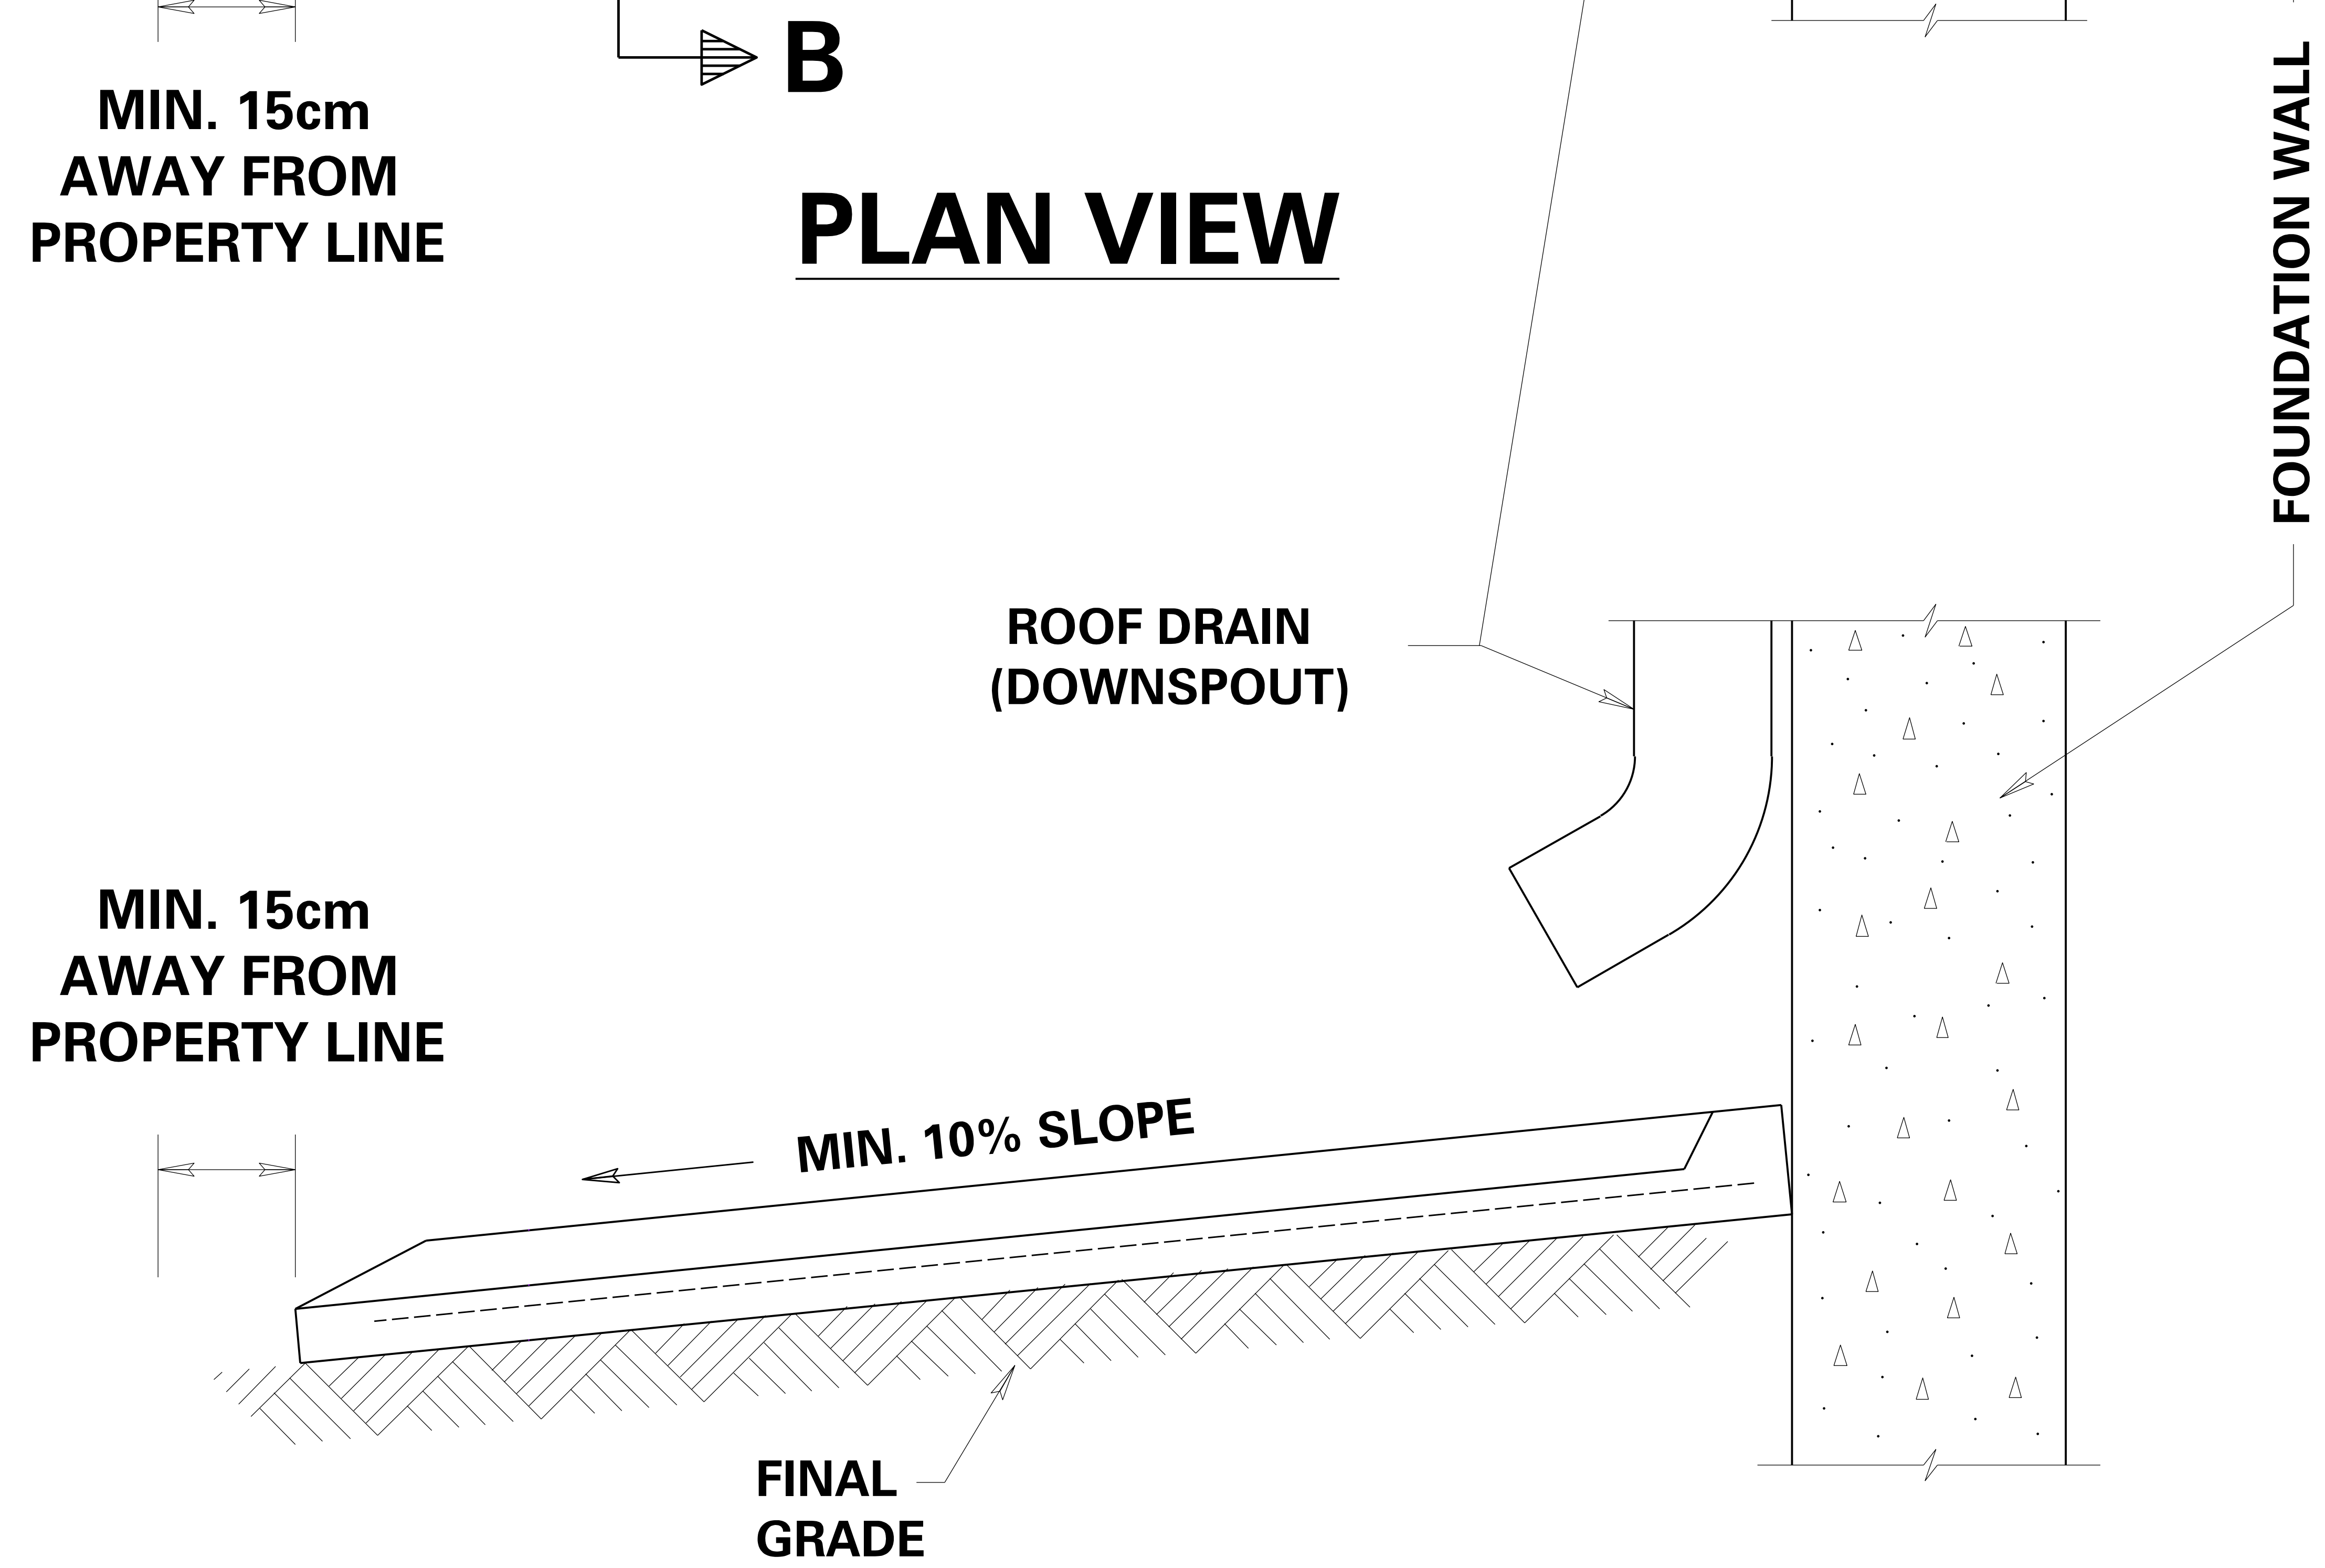 B
MIN. 15cm
AWAY FROM
PROPERTY LINE
PLAN VIEW
FOUNDATION WALL
ROOF DRAIN
(DOWNSPOUT)
MIN. 15cm
AWAY FROM
PROPERTY LINE
MIN. 10% SLOPE
FINAL
GRADE